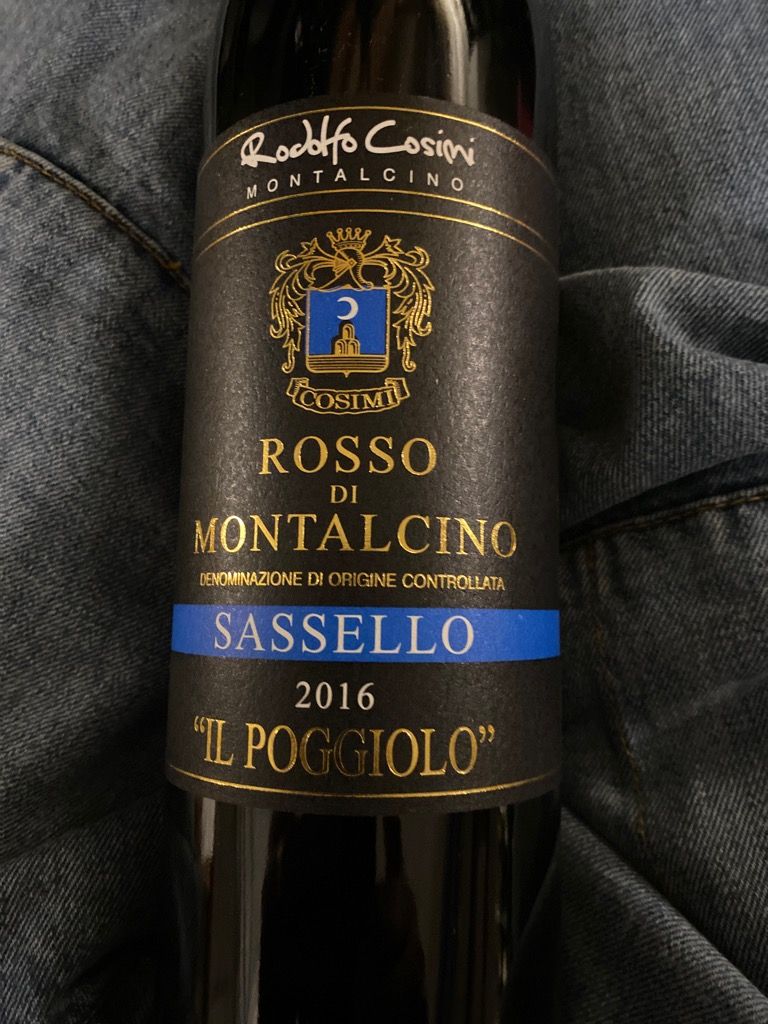 Rodolfo Cosimi
MONTALCINO
COSIMI
ROSSO
DI
MONTALCINO
DENOMINAZIONE DI ORIGINE CONTROLLATA
SASSELLO
2016
“IL POGGIOLO”